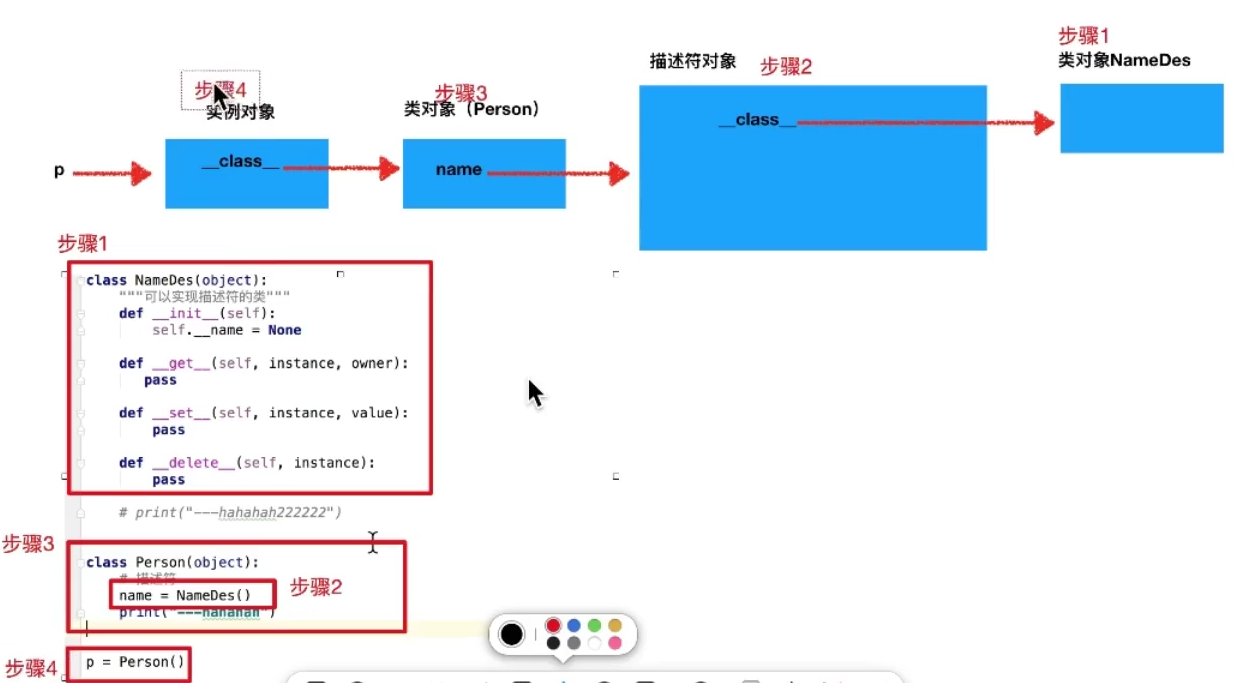 步骤1
描述符对象 步骤2
类对象NameDes
步骤4
步骤3
实例对象
类对象（Person）
__class__
__class__
name
p
步骤1
class NameDes(object):
"""可以实现描述符的类"""
def __init__(self):
self.__name = None
def __get__(self, instance, owner):
pass
def __set__(self, instance, value):
pass
def __delete__(self, instance):
pass
# print("---hahahah222222")
步骤3
class Person(object):
# 描述符
name = NameDes() 步骤2
print("---hahahah")
步骤4
p = Person()